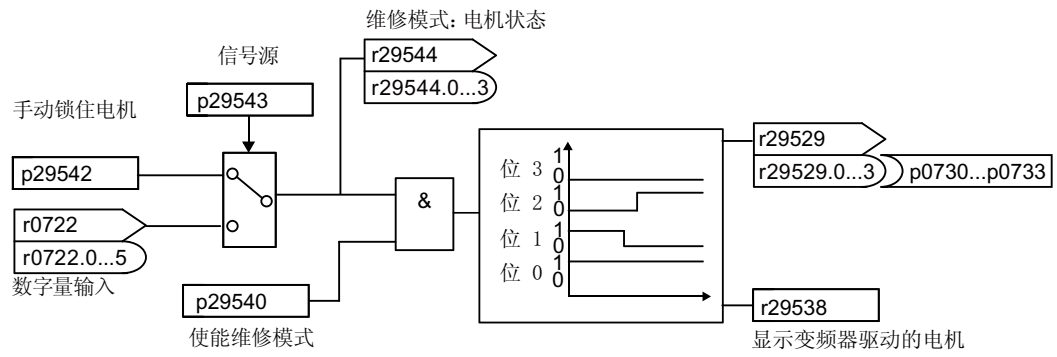 维修模式: 电机状态
r29544
r29544.0...3
信号源
p29543
手动锁住电机
p29542
r0722
r0722.0...5
数字量输入
p29540
使能维修模式
&
位 3 1 0
位 2 1 0
位 1 1 0
位 0 1 0
r29529
r29529.0...3 p0730...p0733
r29538
显示变频器驱动的电机